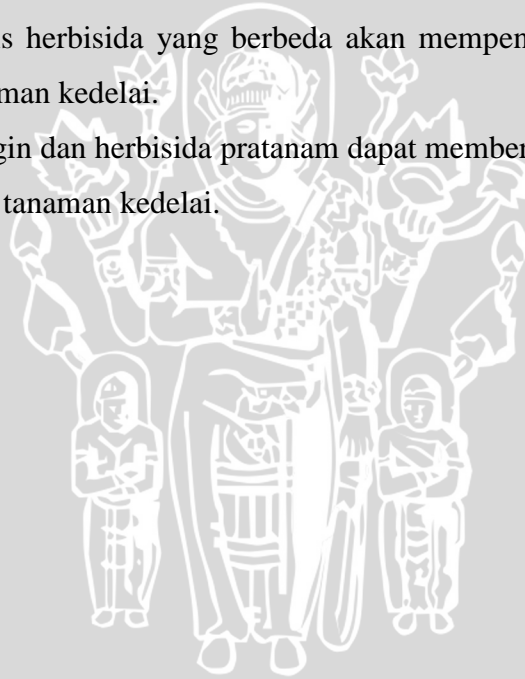 s herbisida yang berbeda akan mempen
man kedelai.
gin dan herbisida pratanam dapat member
tanaman kedelai.